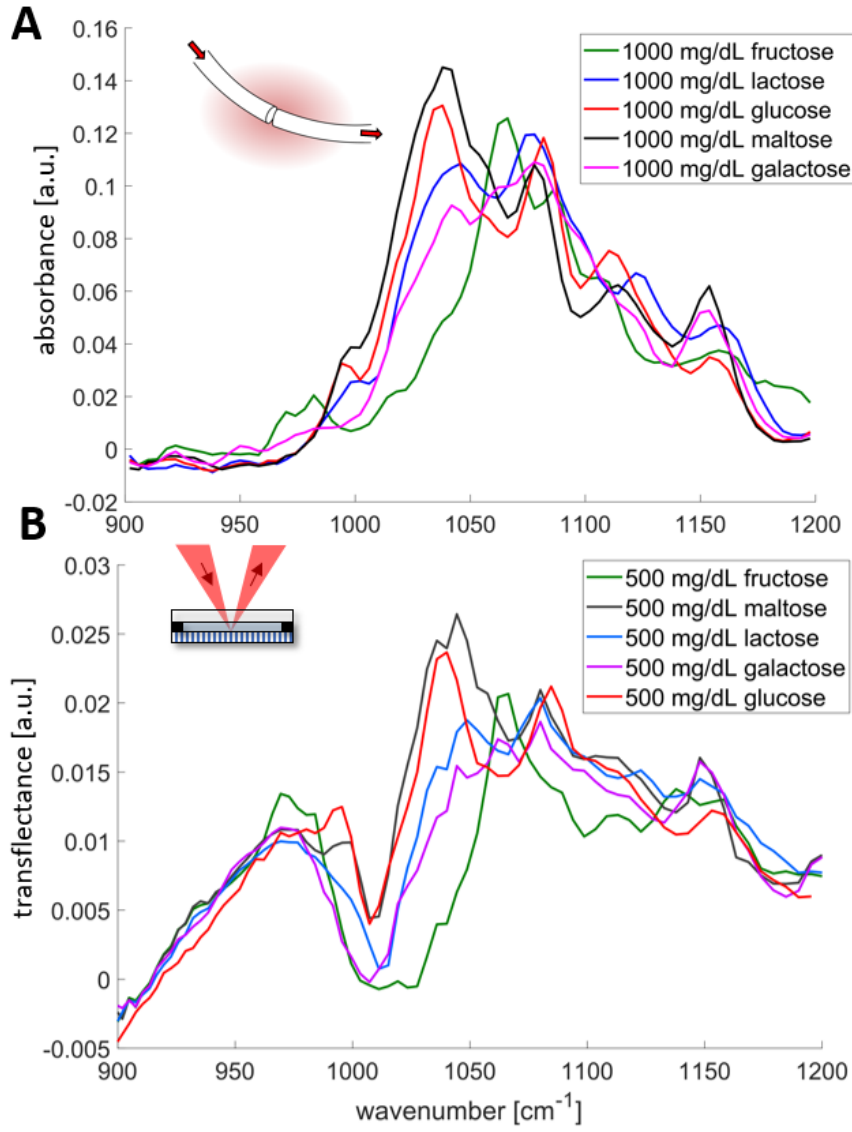 A
0.16
0.14
0.12
0.1
0.08
0.06
0.04
0.02
0
-0.02
absorbance [a.u.]
1000 mg/dL fructose
1000 mg/dL lactose
1000 mg/dL glucose
1000 mg/dL maltose
1000 mg/dL galactose
900 950 1000 1050 1100 1150 1200
B
0.03
0.025
0.02
0.015
0.01
0.005
0
-0.005
transflectance [a.u.]
500 mg/dL fructose
500 mg/dL maltose
500 mg/dL lactose
500 mg/dL galactose
500 mg/dL glucose
900 950 1000 1050 1100 1150 1200
wavenumber [cm⁻¹]